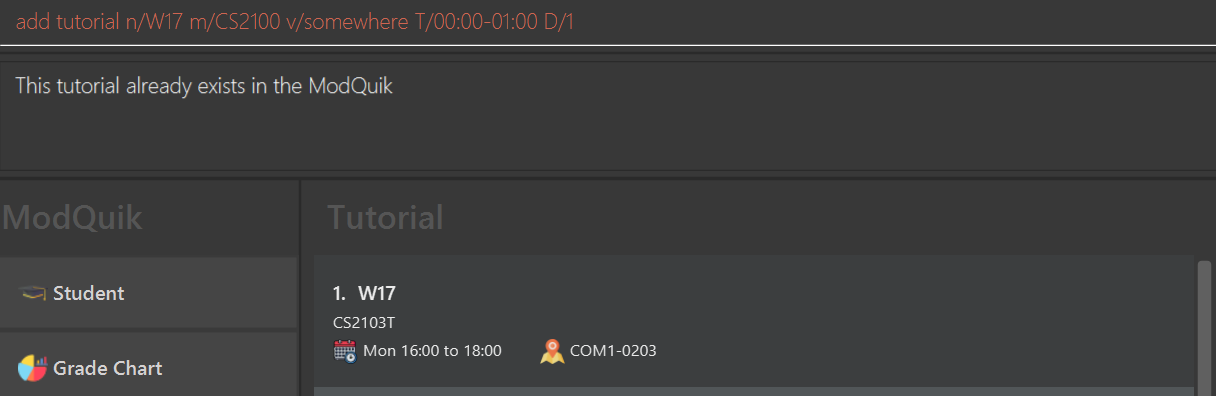 add tutorial n/W17 m/CS2100 v/somewhere T/00:00-01:00 D/1
This tutorial already exists in the ModQuik
ModQuik
Tutorial
Student
Grade Chart
1. W17
CS2103T
Mon 16:00 to 18:00 COM1-0203